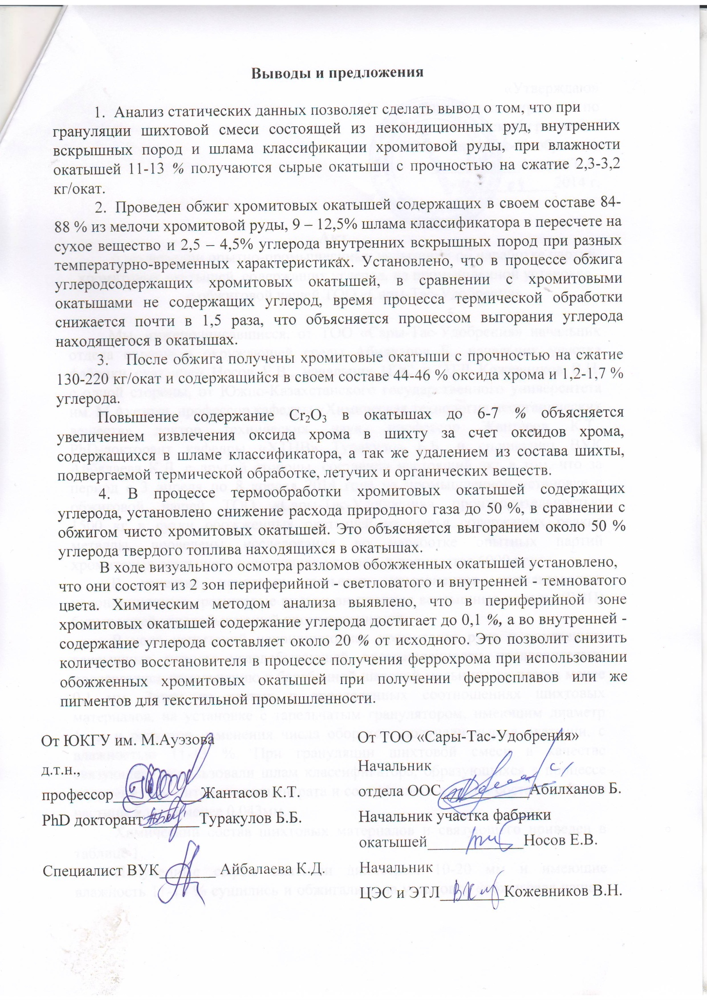 Выводы и предложения
1. Анализ статических данных позволяет сделать вывод о том, что при
грануляции шихтовой смеси состоящей из некондиционных руд, внутренних
вскрышных пород и шлама классификации хромитовой руды, при влажности
окатышей 11-13 % получаются сырые окатыши с прочностью на сжатие 2,3-3,2
кг/окат.
2. Проведен обжиг хромитовых окатышей содержащих в своем составе 84-
88 % из мелочи хромитовой руды, 9 – 12,5% шлама классификатора в пересчете на
сухое вещество и 2,5 – 4,5% углерода внутренних вскрышных пород при разных
температурно-временных характеристиках. Установлено, что в процессе обжига
углеродсодержащих хромитовых окатышей, в сравнении с хромитовыми
окатышами не содержащих углерод, время процесса термической обработки
снижается почти в 1,5 раза, что объясняется процессом выгорания углерода
находящегося в окатышах.
3. После обжига получены хромитовые окатыши с прочностью на сжатие
130-220 кг/окат и содержащийся в своем составе 44-46 % оксида хрома и 1,2-1,7 %
углерода.
Повышение содержание Cr₂O₃ в окатышах до 6-7 % объясняется
увеличением извлечения оксида хрома в шихту за счет оксидов хрома,
содержащихся в шламе классификатора, а так же удалением из состава шихты,
подвергаемой термической обработке, летучих и органических веществ.
4. В процессе термообработки хромитовых окатышей содержащих
углерода, установлено снижение расхода природного газа до 50 %, в сравнении с
обжигом чисто хромитовых окатышей. Это объясняется выгоранием около 50 %
углерода твердого топлива находящихся в окатышах.
В ходе визуального осмотра разломов обожженных окатышей установлено,
что они состоят из 2 зон периферийной - светловатого и внутренней - темноватого
цвета. Химическим методом анализа выявлено, что в периферийной зоне
хромитовых окатышей содержание углерода достигает до 0,1 %, а во внутренней -
содержание углерода составляет около 20 % от исходного. Это позволит снизить
количество восстановителя в процессе получения феррохрома при использовании
обожженных хромитовых окатышей при получении ферросплавов или же
пигментов для текстильной промышленности.
От ЮКГУ им. М.Ауэзова
д.т.н.,
профессор___________Жантасов К.Т.
PhD докторант_______Туракулов Б.Б.
Специалист ВУК_______ Айбалаева К.Д.
От ТОО «Сары-Тас-Удобрения»
Начальник
отдела ООС___________Абилханов Б.
Начальник участка фабрики
окатышей____________Носов Е.В.
Начальник
ЦЭС и ЭТЛ________Кожевников В.Н.